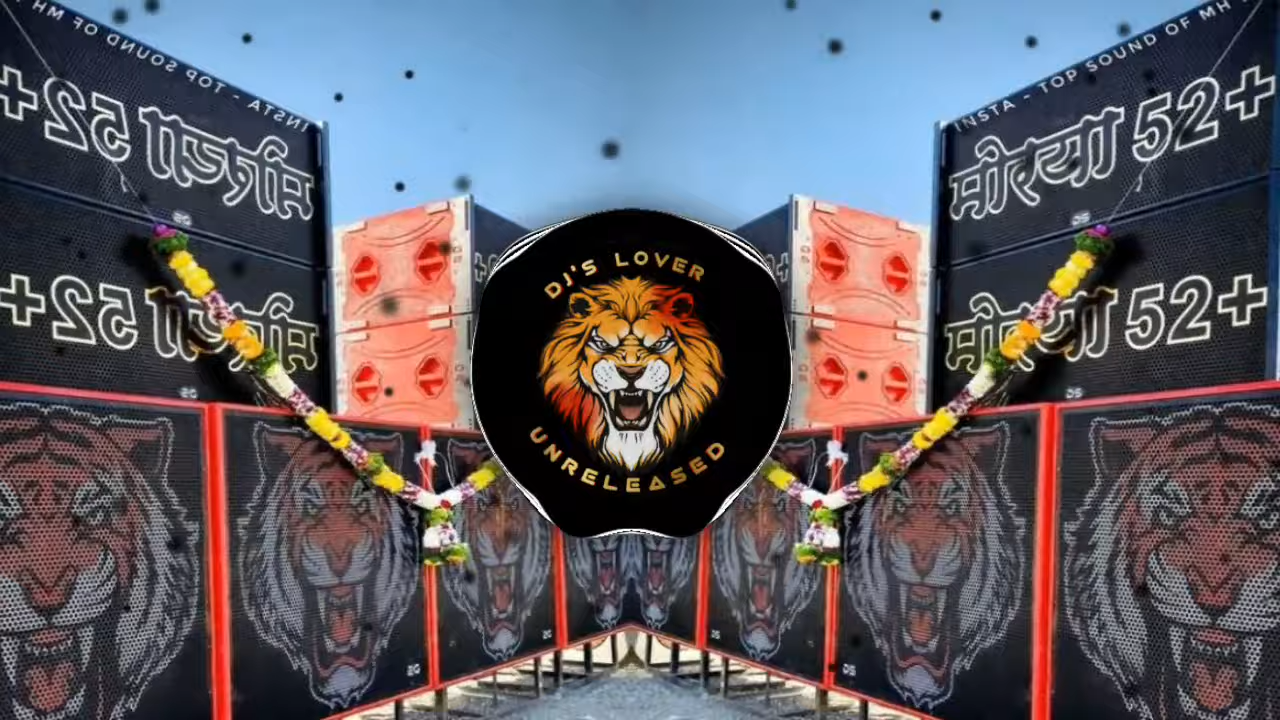 INSTA - TOP SOUND OF MH
मोरया 52+
मोरया 52+
INSTA - TOP SOUND OF MH
मोरया 52+
मोरया 52+
DJ'S LOVER
UNRELEASED